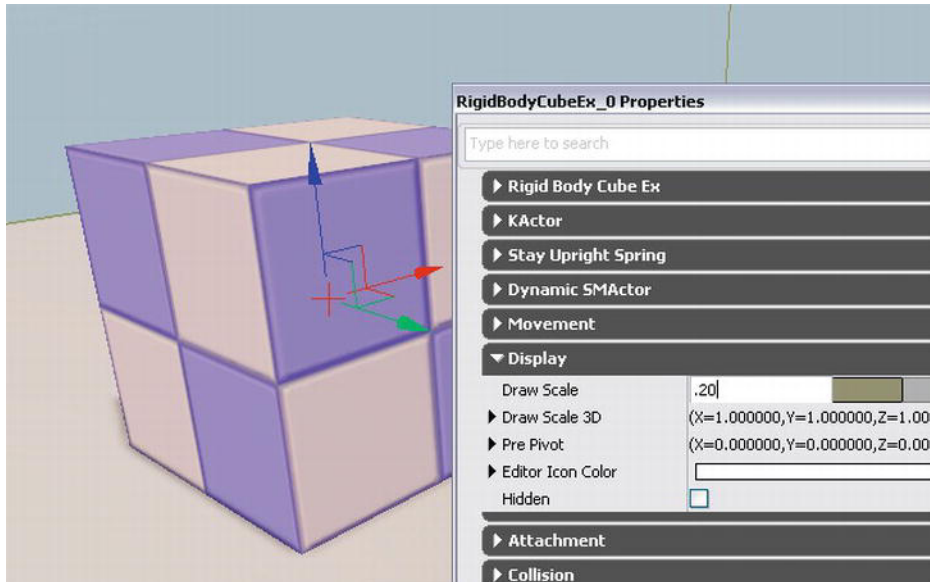 RigidBodyCubeEx_0 Properties
Type here to search
Rigid Body Cube Ex
KActor
Stay Upright Spring
Dynamic SMActor
Movement
Display
Draw Scale .20
Draw Scale 3D (X=1.000000,Y=1.000000,Z=1.00
Pre Pivot (X=0.000000,Y=0.000000,Z=0.00
Editor Icon Color
Hidden
Attachment
Collision